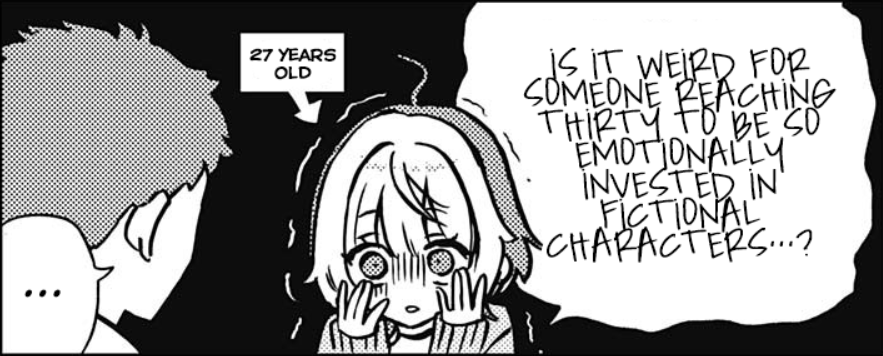 27 YEARS
OLD
IS IT WEIRD FOR
SOMEONE REACHING
THIRTY TO BE SO
EMOTIONALLY
INVESTED IN
FICTIONAL
CHARACTERS...?
...